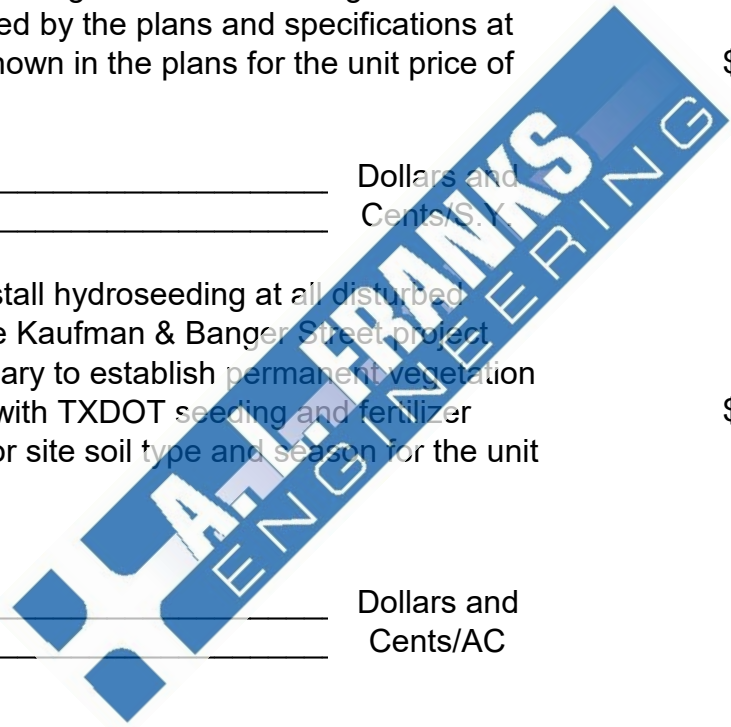 ed by the plans and specifications at
nown in the plans for the unit price of
$
Dollars and
Cents/S.Y.
stall hydroseeding at all disturbed
e Kaufman & Banger Street project
ary to establish permanent vegetation
with TXDOT seeding and fertilizer
$
or site soil type and season for the unit
Dollars and
Cents/AC
A.L.FRANKS
ENGINEERING